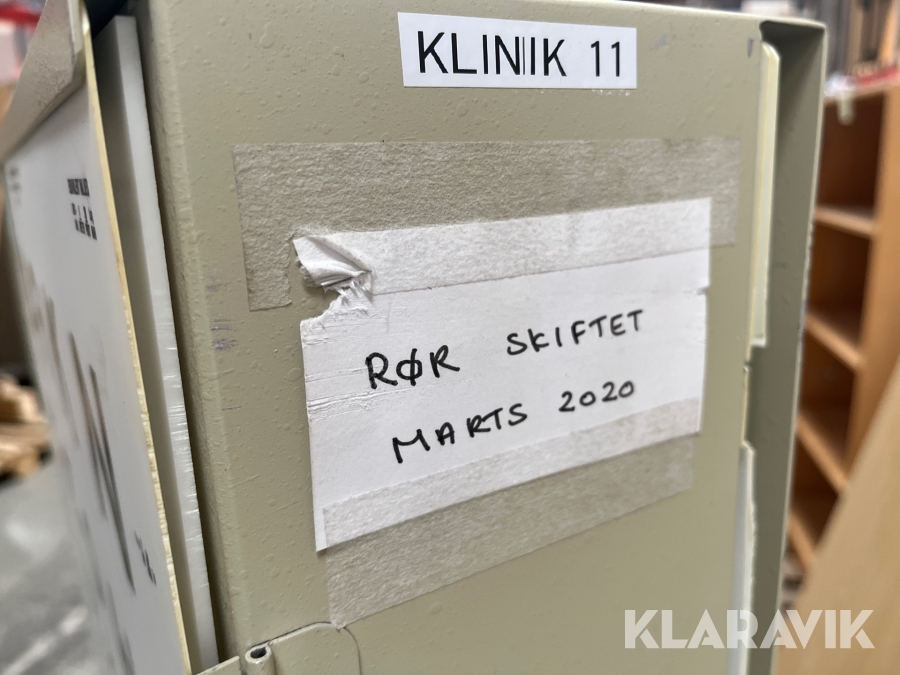 KLINIK 11
RØR SKIFTET
MARTS 2020
KLARAVIK